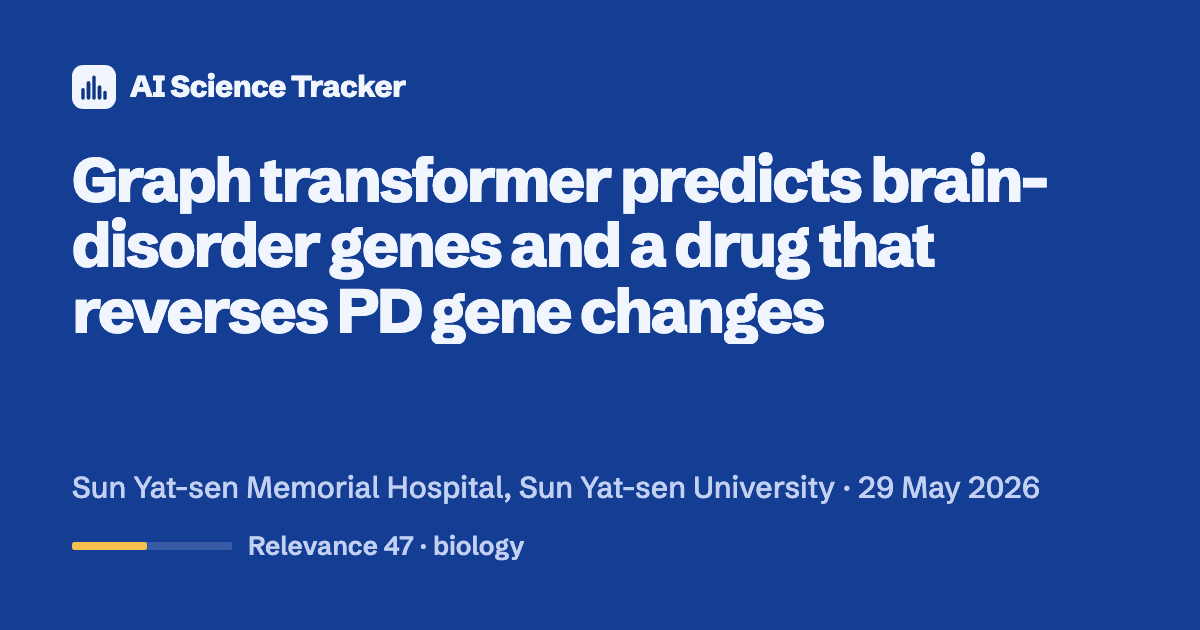 AI Science Tracker
Graph transformer predicts brain-
disorder genes and a drug that
reverses PD gene changes
Sun Yat-sen Memorial Hospital, Sun Yat-sen University · 29 May 2026
Relevance 47 · biology